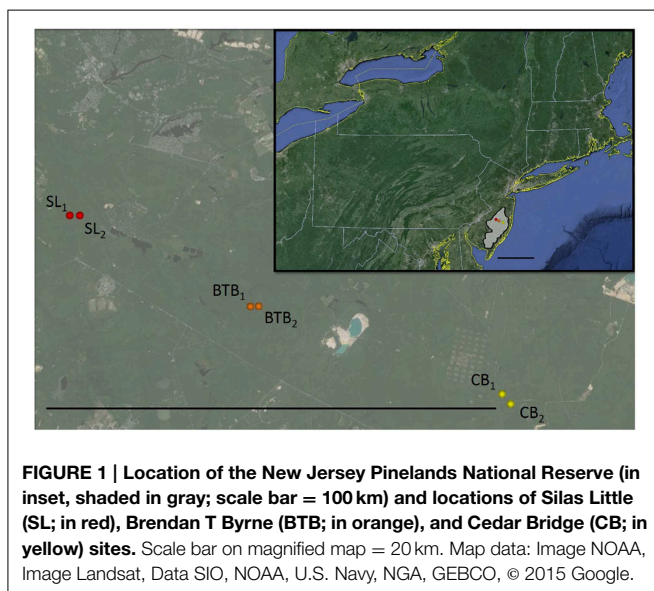 SL₁
SL₂
BTB₁
BTB₂
CB₁
CB₂
FIGURE 1 | Location of the New Jersey Pinelands National Reserve (in
inset, shaded in gray; scale bar = 100 km) and locations of Silas Little
(SL; in red), Brendan T Byrne (BTB; in orange), and Cedar Bridge (CB; in
yellow) sites. Scale bar on magnified map = 20 km. Map data: Image NOAA,
Image Landsat, Data SIO, NOAA, U.S. Navy, NGA, GEBCO, © 2015 Google.